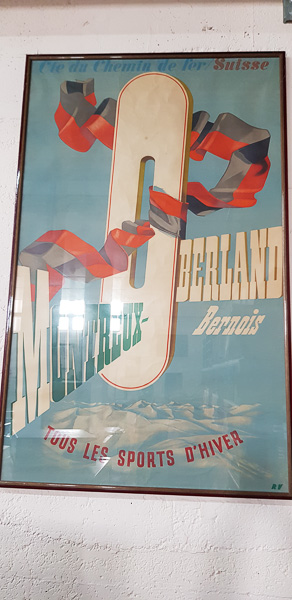 Cie du Chemin de fer Suisse
MONTREUX-
OBERLAND
Bernois
TOUS LES SPORTS D'HIVER